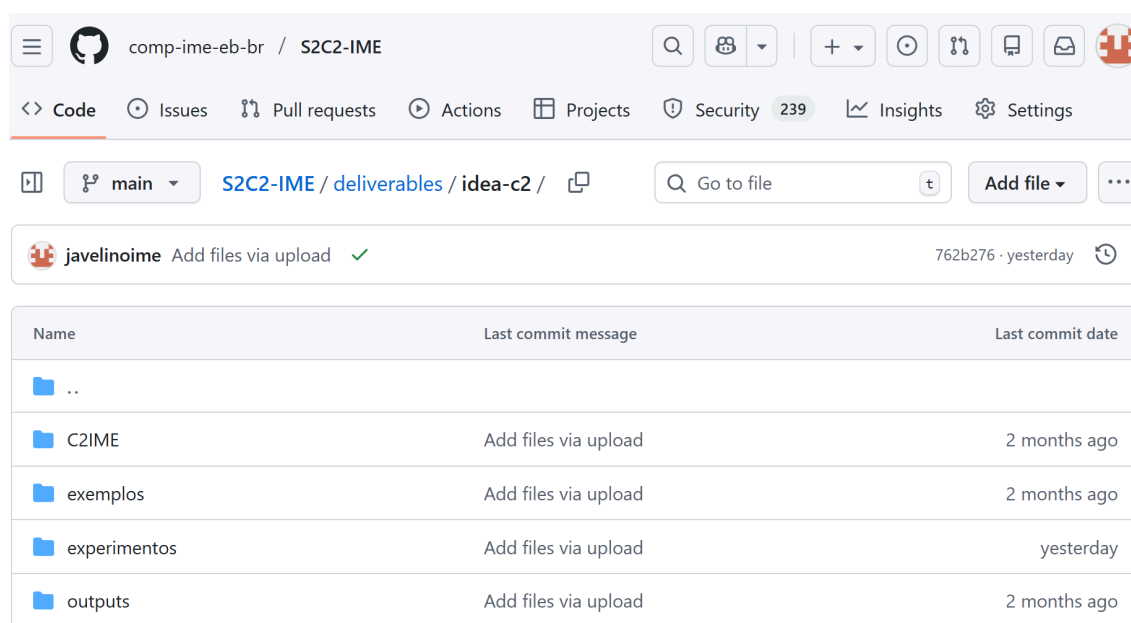 comp-ime-eb-br / S2C2-IME
Code Issues Pull requests Actions Projects Security 239 Insights Settings
main S2C2-IME / deliverables / idea-c2 / Go to file t Add file
javelinoime Add files via upload 762b276 · yesterday
Name Last commit message Last commit date
..
C2IME Add files via upload 2 months ago
exemplos Add files via upload 2 months ago
experimentos Add files via upload yesterday
outputs Add files via upload 2 months ago